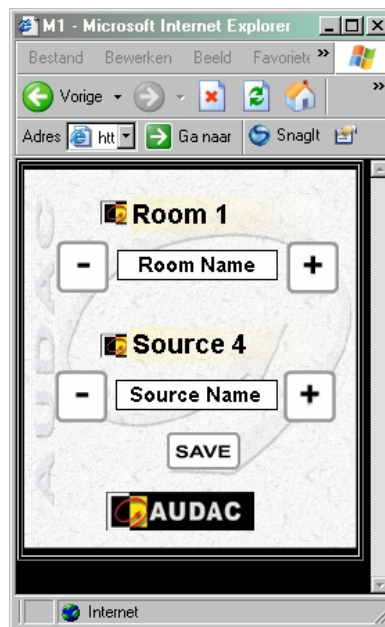 M1 - Microsoft Internet Explorer
Bestand Bewerken Beeld Favoriete »
Vorige »
Adres htt Ga naar SnagIt
AUDAC
Room 1
- Room Name +
Source 4
- Source Name +
SAVE
AUDAC
Internet